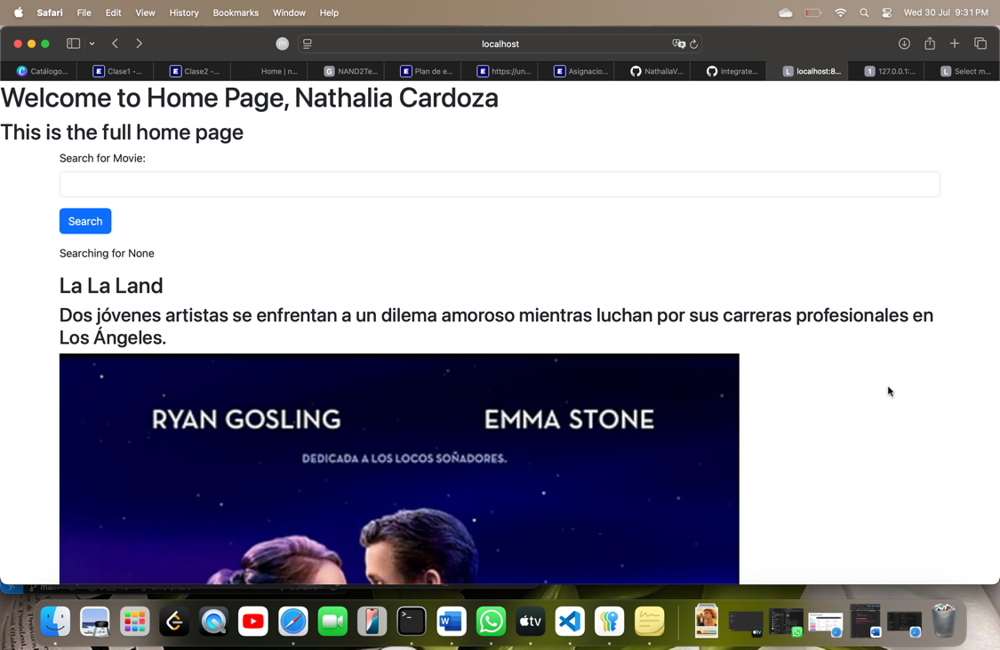 Safari File Edit View History Bookmarks Window Help Wed 30 Jul 9:31 PM
m localhost
Catálogo... Clase1 -... Clase2 -... Home | n... NAND2Te... Plan de e... https://un... Asignacio... NathaliaV... Integrate... localhost:8... 127.0.0.1:... Select m...
Welcome to Home Page, Nathalia Cardoza
This is the full home page
Search for Movie:
Search
Searching for None
La La Land
Dos jóvenes artistas se enfrentan a un dilema amoroso mientras luchan por sus carreras profesionales en
Los Ángeles.
RYAN GOSLING EMMA STONE
DEDICADA A LOS LOCOS SOÑADORES.
tv